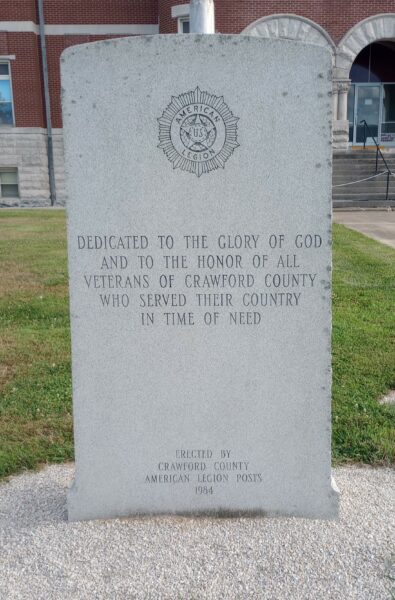 AMERICAN
US
LEGION
DEDICATED TO THE GLORY OF GOD
AND TO THE HONOR OF ALL
VETERANS OF CRAWFORD COUNTY
WHO SERVED THEIR COUNTRY
IN TIME OF NEED
ERECTED BY
CRAWFORD COUNTY
AMERICAN LEGION POSTS
1984